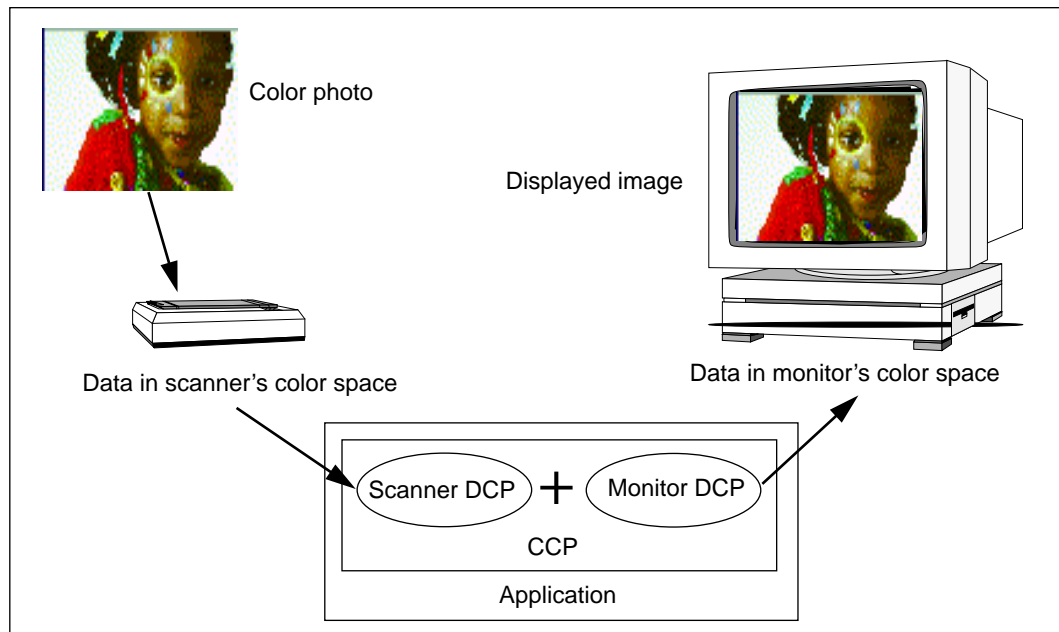 Color photo
Displayed image
Data in scanner's color space
Data in monitor's color space
Scanner DCP + Monitor DCP
CCP
Application